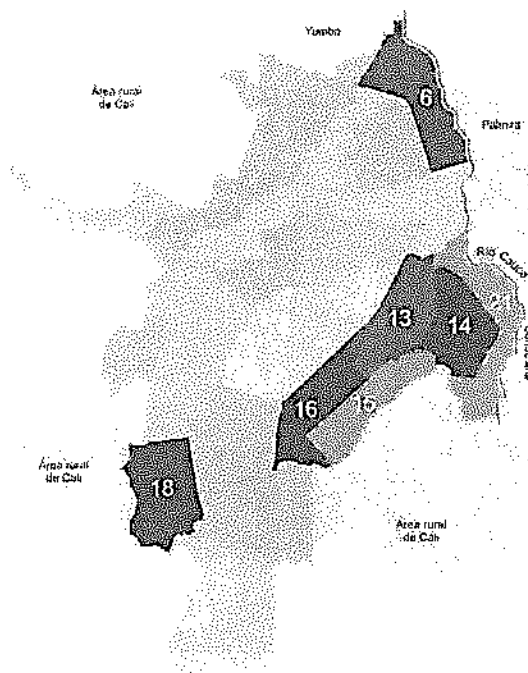 Yumbo
Área rural
de Cali
6
Palmira
Río Cauca
13
14
16
15
Área rural
de Cali
18
Área rural
de Cali